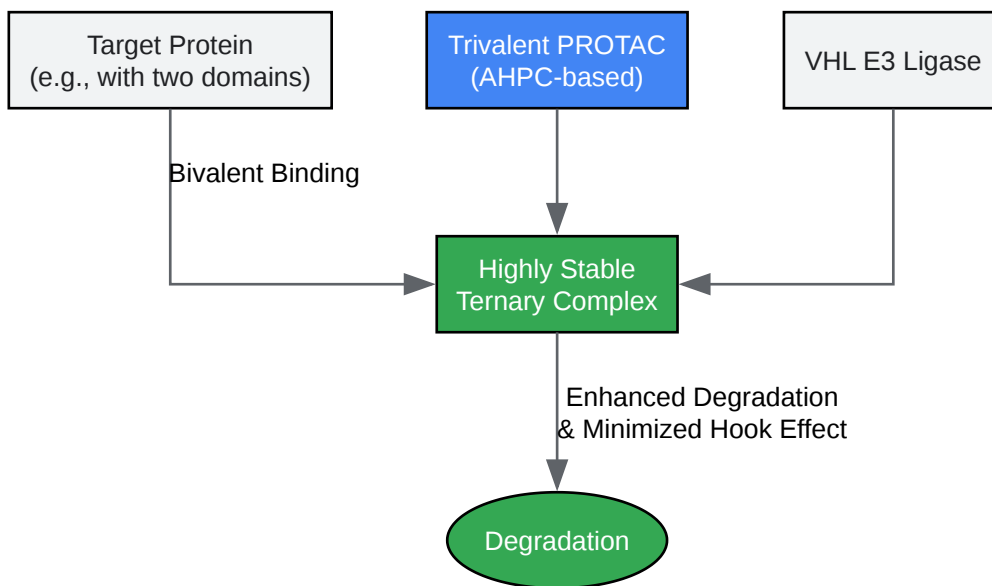 Target Protein
(e.g., with two domains)
Trivalent PROTAC
(AHPC-based)
VHL E3 Ligase
Bivalent Binding
Highly Stable
Ternary Complex
Enhanced Degradation
& Minimized Hook Effect
Degradation